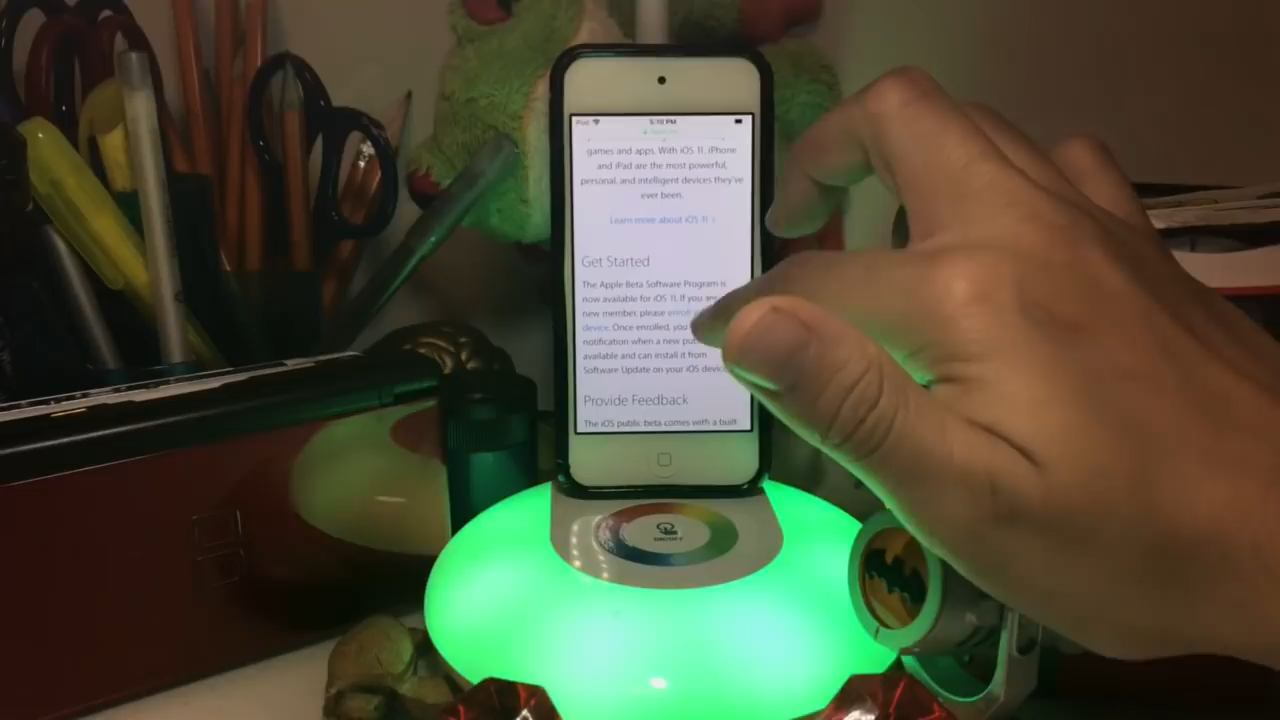 iPod 5:10 PM
games and apps. With iOS 11, iPhone
and iPad are the most powerful,
personal, and intelligent devices they've
ever been.
Learn more about iOS 11 >
Get Started
The Apple Beta Software Program is
now available for iOS 11. If you are
new member, please enroll
device. Once enrolled, you
notification when a new
available and can install it from
Software Update on your iOS device
Provide Feedback
The iOS public beta comes with a built